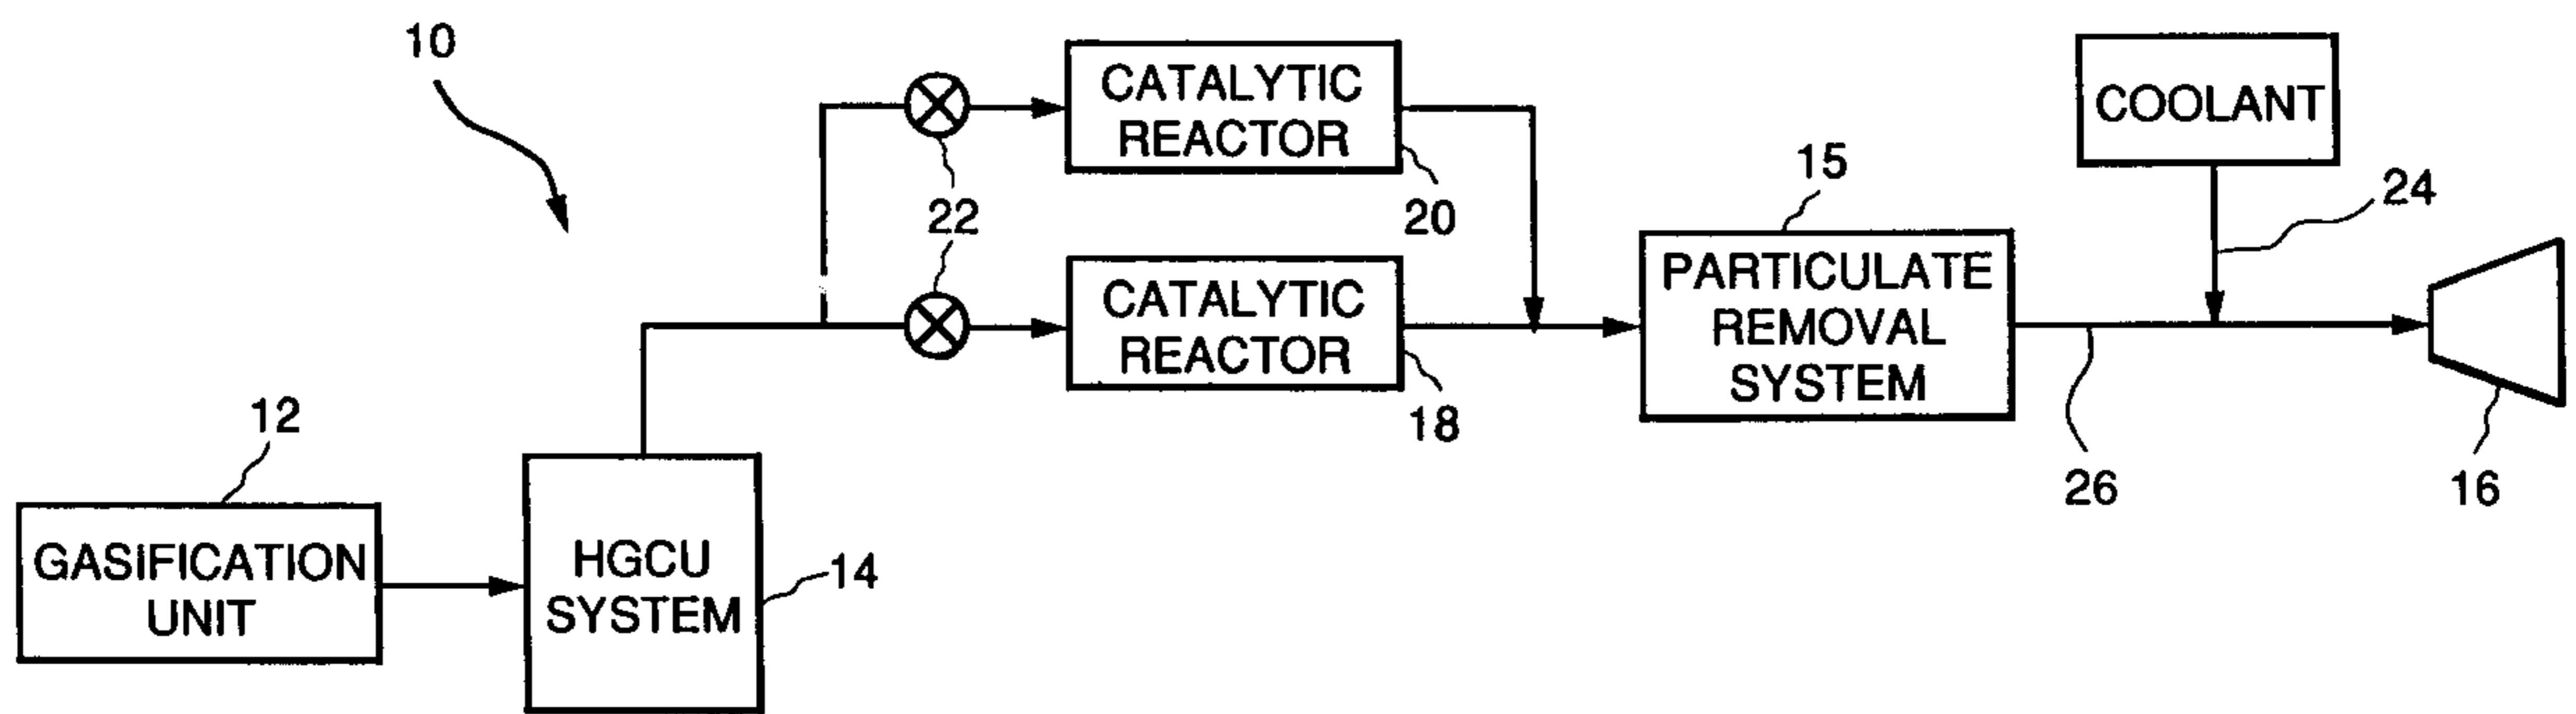 10
CATALYTIC
REACTOR
20
22
CATALYTIC
REACTOR
18
COOLANT
24
15
PARTICULATE
REMOVAL
SYSTEM
26
16
12
GASIFICATION
UNIT
HGCU
SYSTEM
14